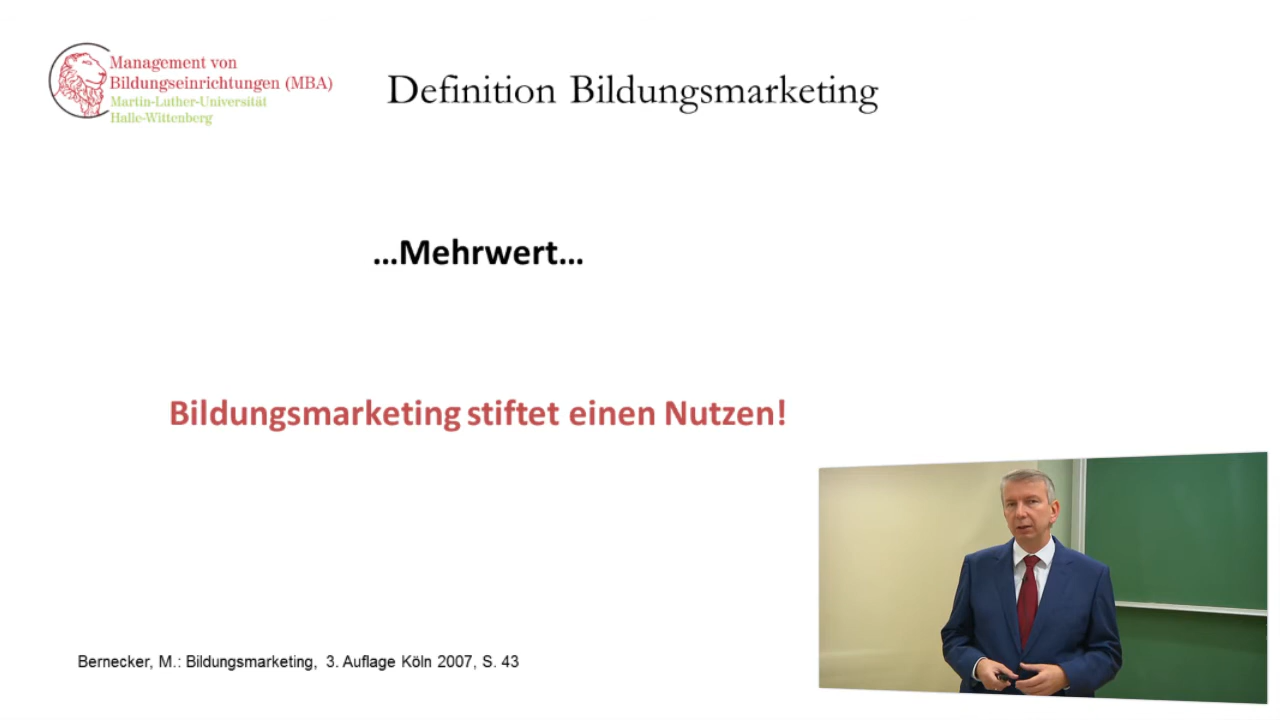 Management von
Bildungseinrichtungen (MBA)
Martin-Luther-Universität
Halle-Wittenberg
Definition Bildungsmarketing
...Mehrwert...
Bildungsmarketing stiftet einen Nutzen!
Bernecker, M.: Bildungsmarketing, 3. Auflage Köln 2007, S. 43